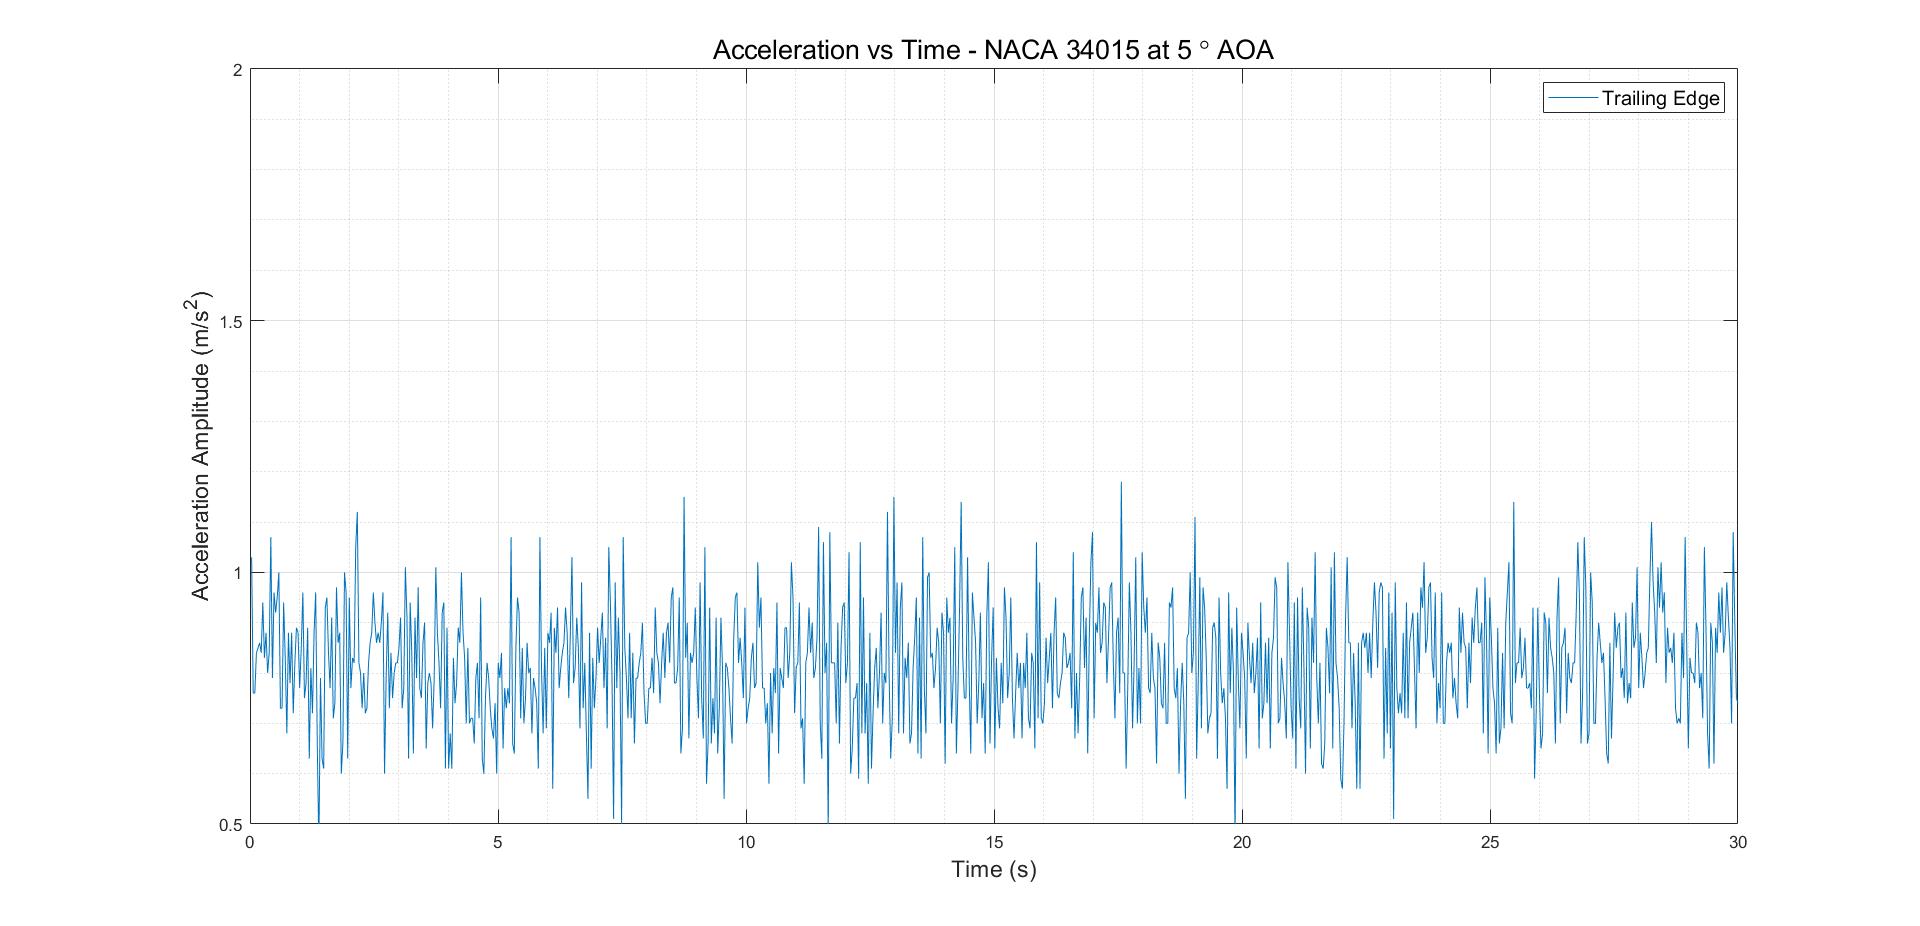 Acceleration vs Time - NACA 34015 at 5 ° AOA
Trailing Edge
Acceleration Amplitude (m/s²)
2
1.5
1
0.5
0 5 10 15 20 25 30
Time (s)